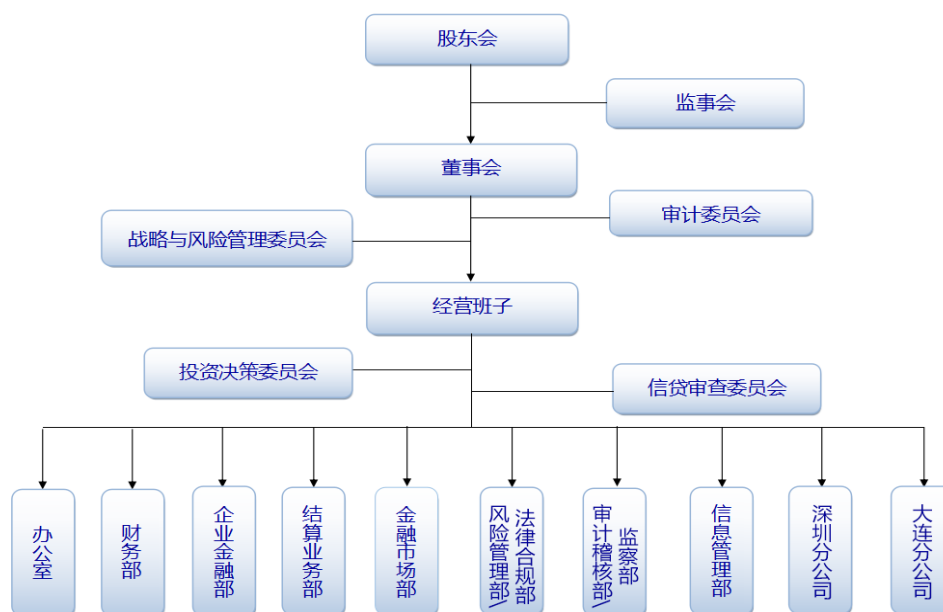 股东会
监事会
董事会
审计委员会
战略与风险管理委员会
经营班子
投资决策委员会
信贷审查委员会
办公室
财务部
企业金融部
结算业务部
金融市场部
风险管理部\
法律合规部
审计稽核部\
监察部
信息管理部
深圳分公司
大连分公司